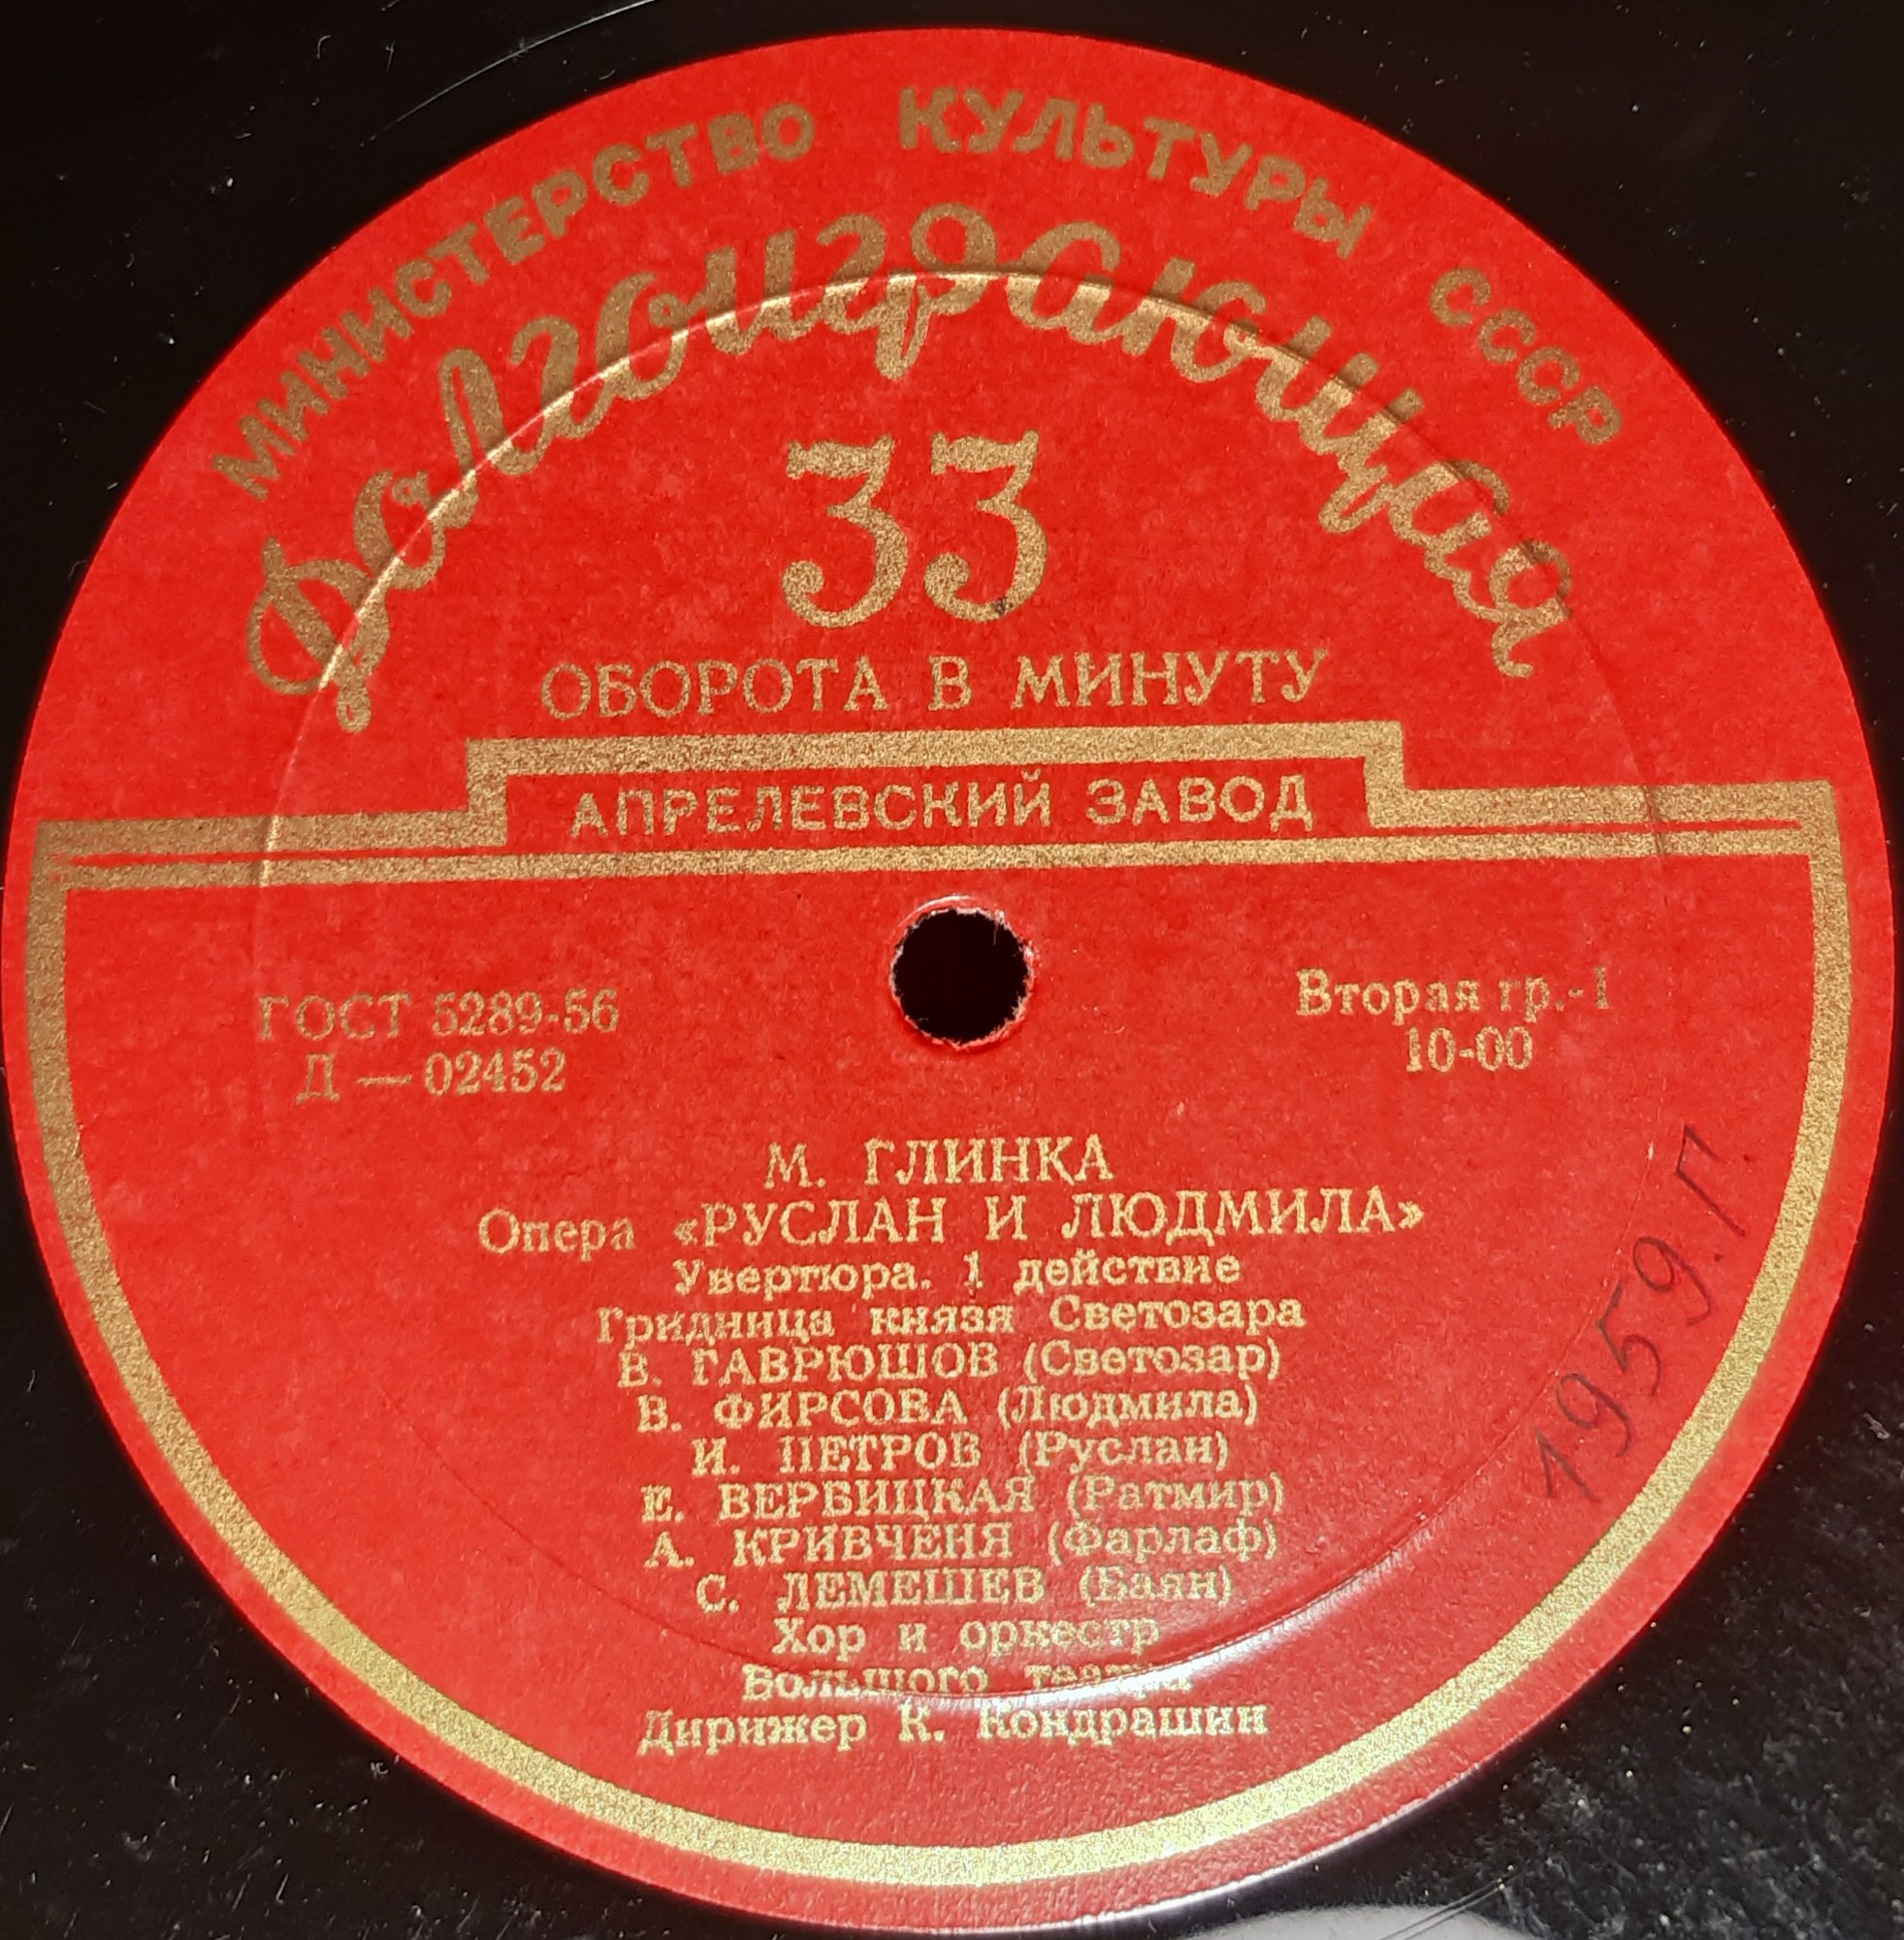 МИНИСТЕРСТВО КУЛЬТУРЫ СССР
Долгоиграющая
33
ОБОРОТА В МИНУТУ
АПРЕЛЕВСКИЙ ЗАВОД
ГОСТ 5289-56
Д — 02452
Вторая гр.-1
10-00
М. ГЛИНКА
Опера «РУСЛАН И ЛЮДМИЛА»
Увертюра. 1 действие
Гридница князя Светозара
В. ГАВРЮШОВ (Светозар)
В. ФИРСОВА (Людмила)
И. ПЕТРОВ (Руслан)
Е. ВЕРБИЦКАЯ (Ратмир)
А. КРИВЧЕНЯ (Фарлаф)
С. ЛЕМЕШЕВ (Баян)
Хор и оркестр
Большого театра
Дирижер К. Кондрашин
1959.г.